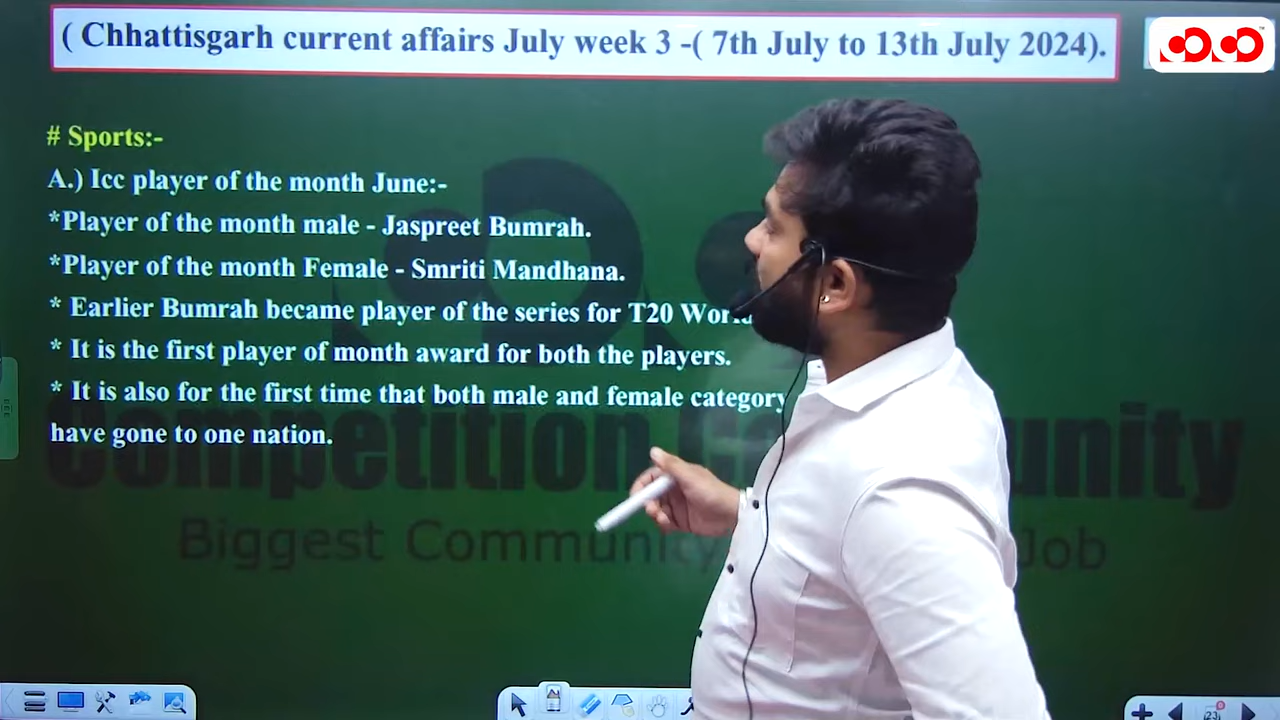 ( Chhattisgarh current affairs July week 3 -( 7th July to 13th July 2024).
# Sports:-
A.) Icc player of the month June:-
*Player of the month male - Jaspreet Bumrah.
*Player of the month Female - Smriti Mandhana.
* Earlier Bumrah became player of the series for T20
* It is the first player of month award for both the players.
* It is also for the first time that both male and female category
have gone to one nation.
Competition
Biggest Community Job